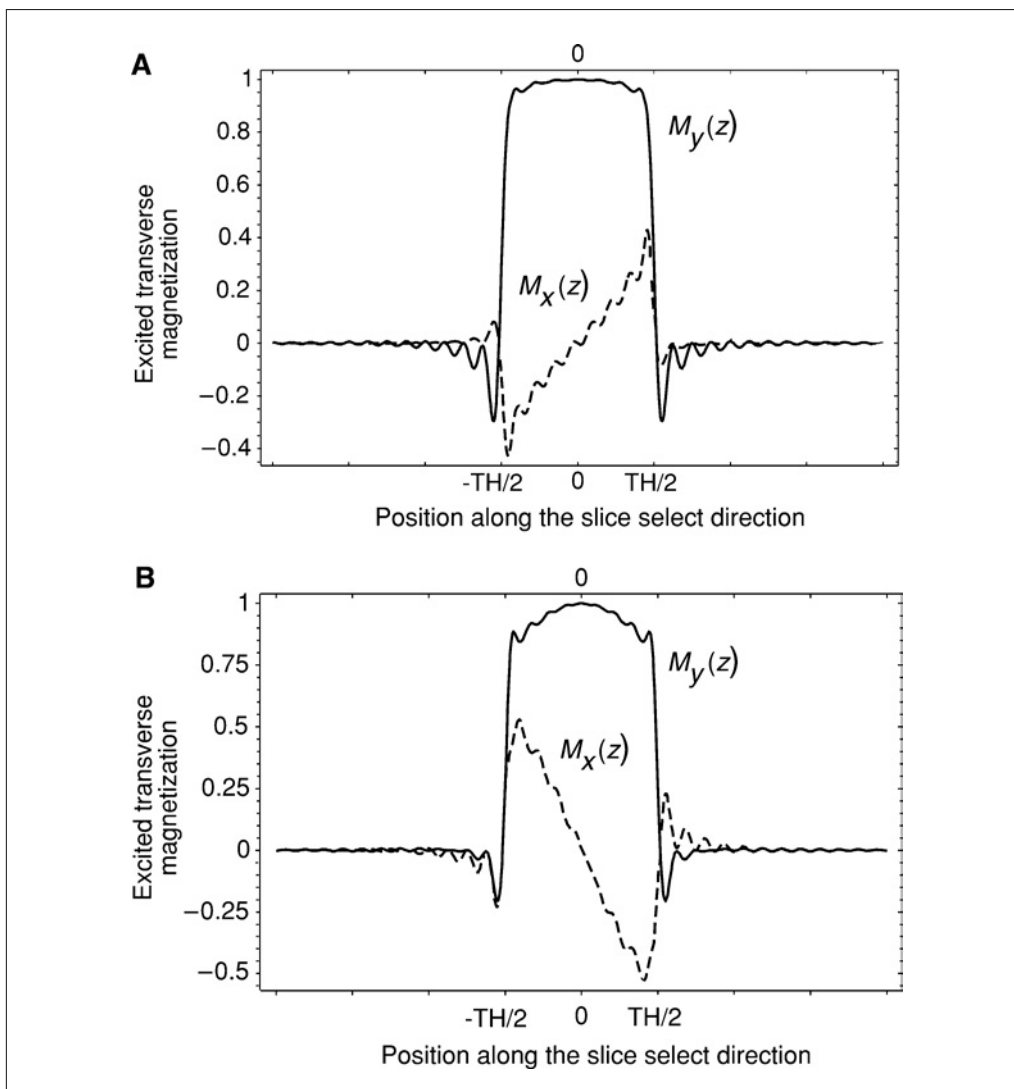 A
0
1
0.8
0.6
0.4
0.2
0
−0.2
−0.4
My(z)
Mx(z)
Excited transverse
magnetization
-TH/2 0 TH/2
Position along the slice select direction
B
0
1
0.75
0.5
0.25
0
−0.25
−0.5
My(z)
Mx(z)
Excited transverse
magnetization
-TH/2 0 TH/2
Position along the slice select direction